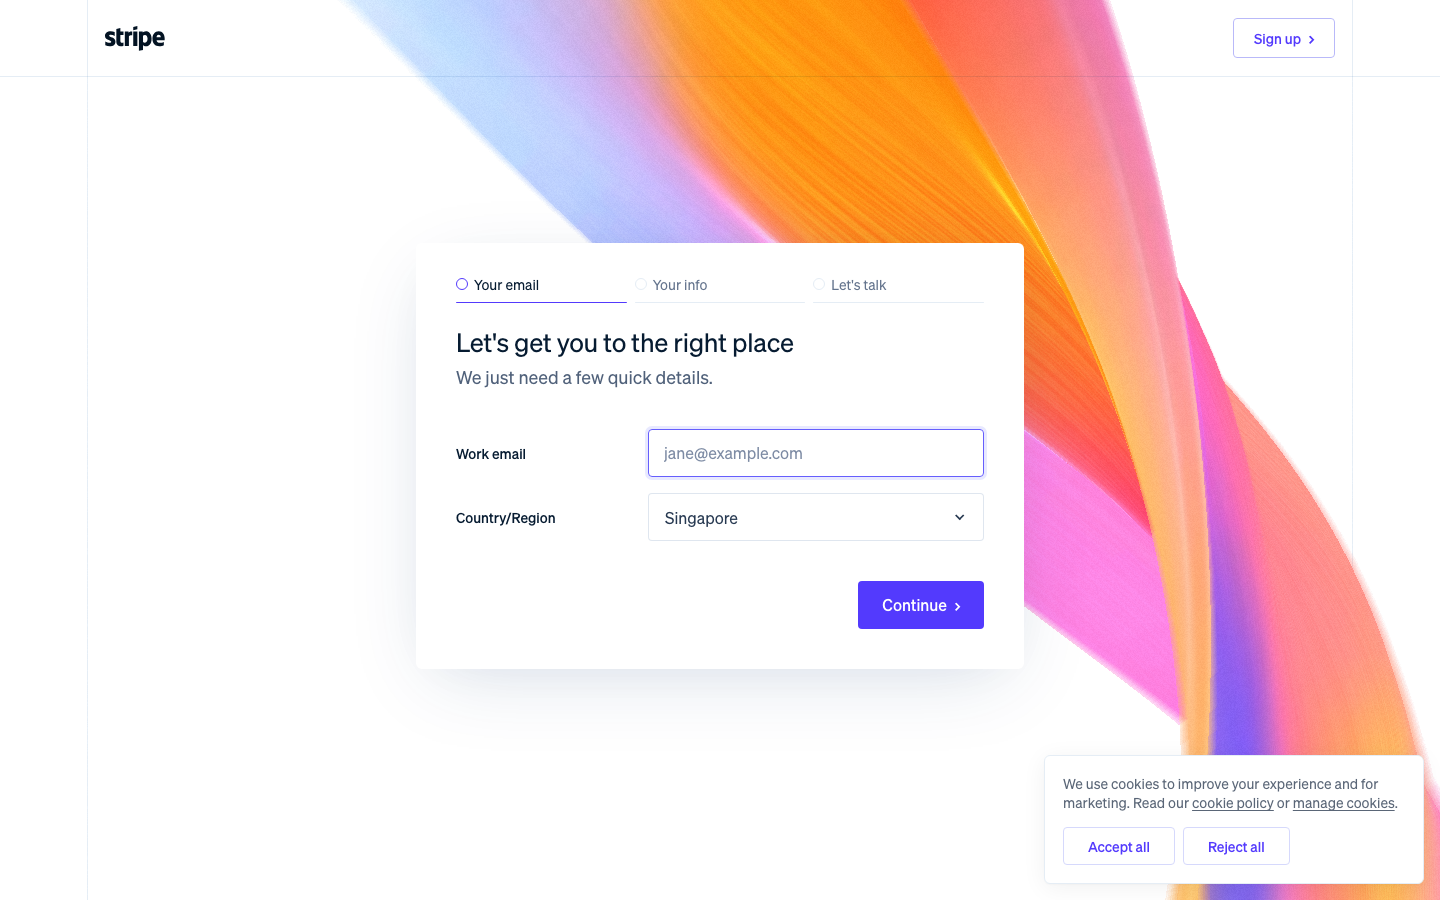 stripe
Sign up
Your email
Your info
Let's talk
Let's get you to the right place
We just need a few quick details.
Work email
jane@example.com
Country/Region
Singapore
Continue
We use cookies to improve your experience and for
marketing. Read our cookie policy or manage cookies.
Accept all
Reject all